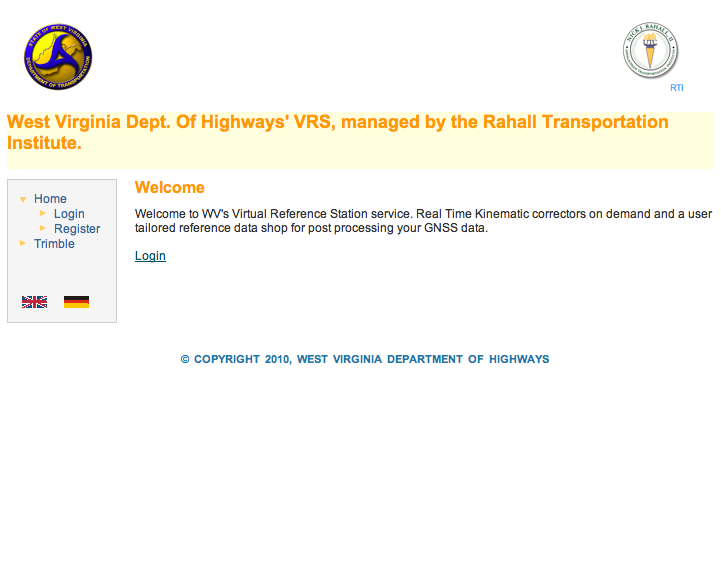 STATE OF WEST VIRGINIA
DEPARTMENT OF TRANSPORTATION
NICK J. RAHALL, II
RTI
West Virginia Dept. Of Highways' VRS, managed by the Rahall Transportation
Institute.
Home
Login
Register
Trimble
Welcome
Welcome to WV's Virtual Reference Station service. Real Time Kinematic correctors on demand and a user
tailored reference data shop for post processing your GNSS data.
Login
© COPYRIGHT 2010, WEST VIRGINIA DEPARTMENT OF HIGHWAYS